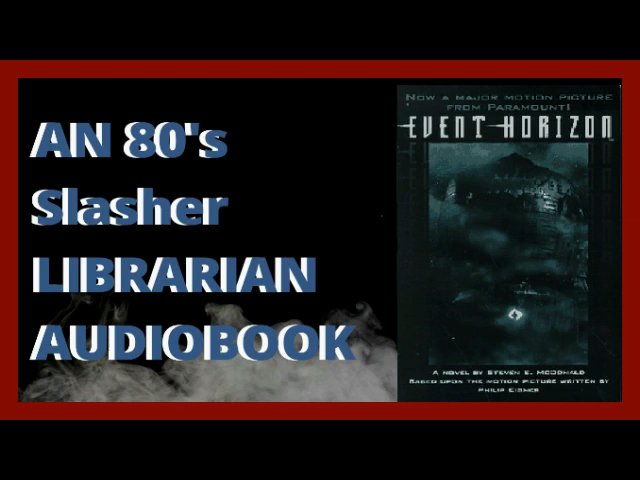 AN 80's
Slasher
LIBRARIAN
AUDIOBOOK
NOW A MAJOR MOTION PICTURE
FROM PARAMOUNT!
EVENT HORIZON
A NOVEL BY STEVEN E. MCDONALD
BASED UPON THE MOTION PICTURE WRITTEN BY
PHILIP EISNER